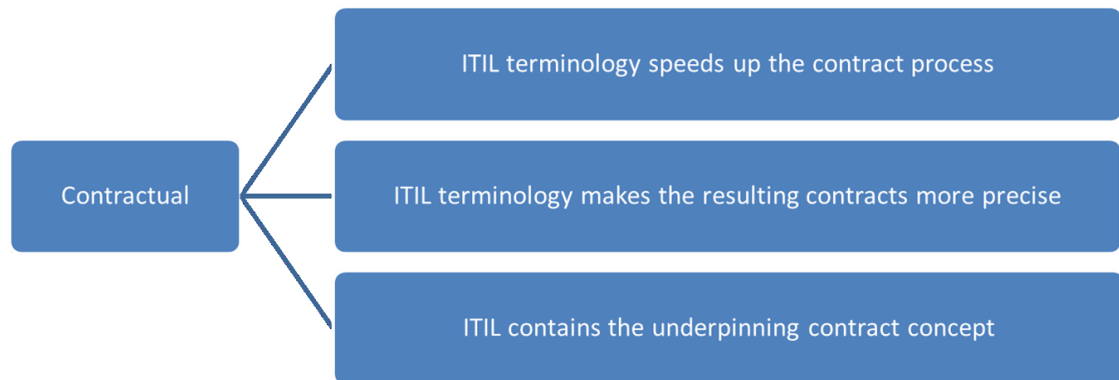 ITIL terminology speeds up the contract process
Contractual
ITIL terminology makes the resulting contracts more precise
ITIL contains the underpinning contract concept